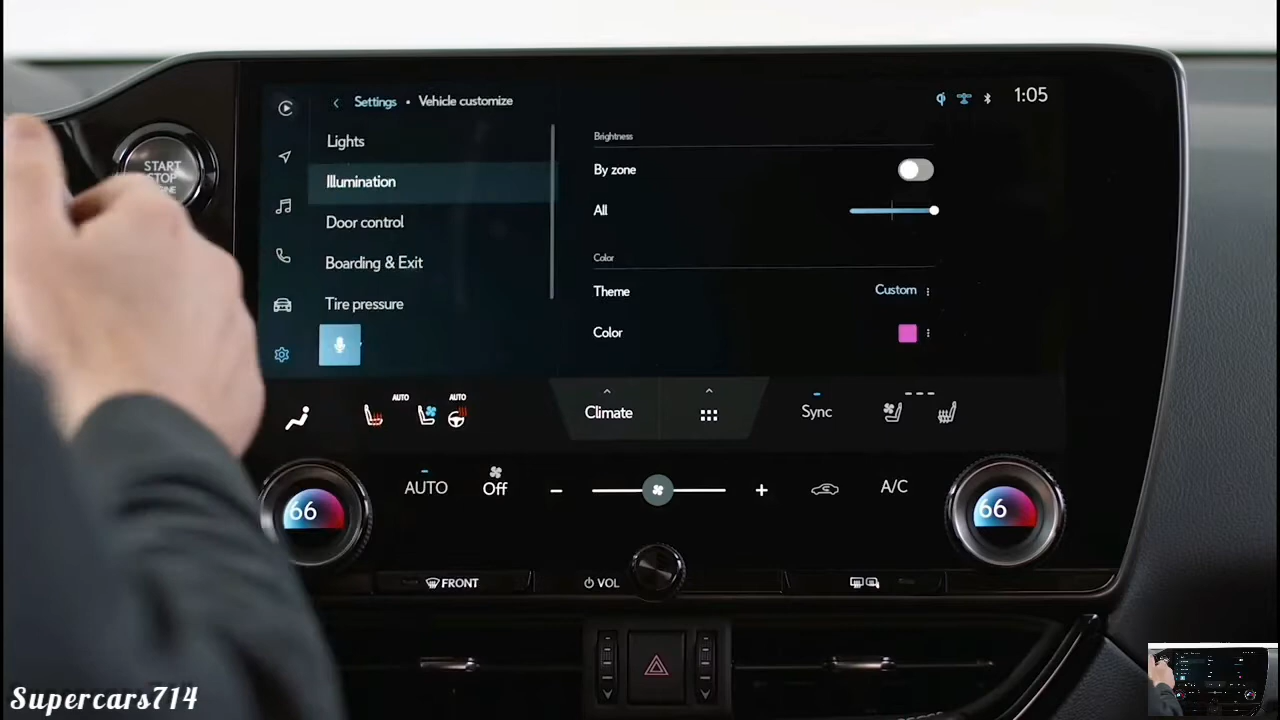 Settings • Vehicle customize
1:05
Lights
Illumination
Door control
Boarding & Exit
Tire pressure
Brightness
By zone
All
Color
Theme
Custom
Color
START
STOP
ENGINE
AUTO
AUTO
Climate
Sync
66
AUTO
Off
A/C
66
FRONT
VOL
Supercars714